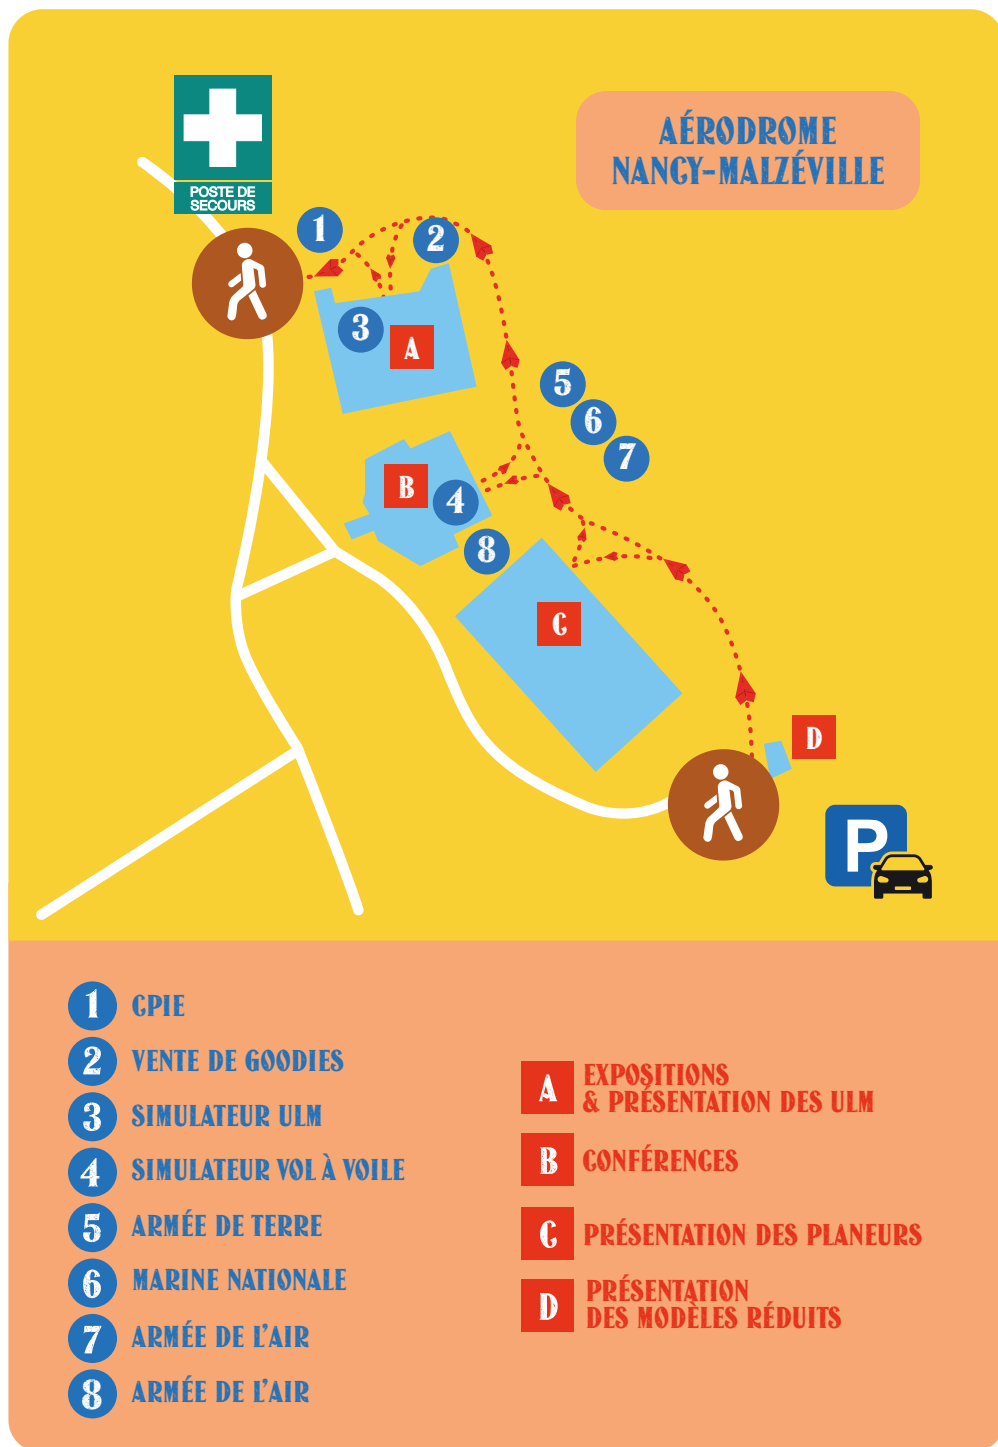 POSTE DE
SECOURS
AÉRODROME
NANCY-MALZÉVILLE
1
2
3
A
5
6
7
B
4
8
C
D
P
1 CPIE
2 VENTE DE GOODIES
3 SIMULATEUR ULM
4 SIMULATEUR VOL À VOILE
5 ARMÉE DE TERRE
6 MARINE NATIONALE
7 ARMÉE DE L'AIR
8 ARMÉE DE L'AIR
A EXPOSITIONS
& PRÉSENTATION DES ULM
B CONFÉRENCES
C PRÉSENTATION DES PLANEURS
D PRÉSENTATION
DES MODÈLES RÉDUITS